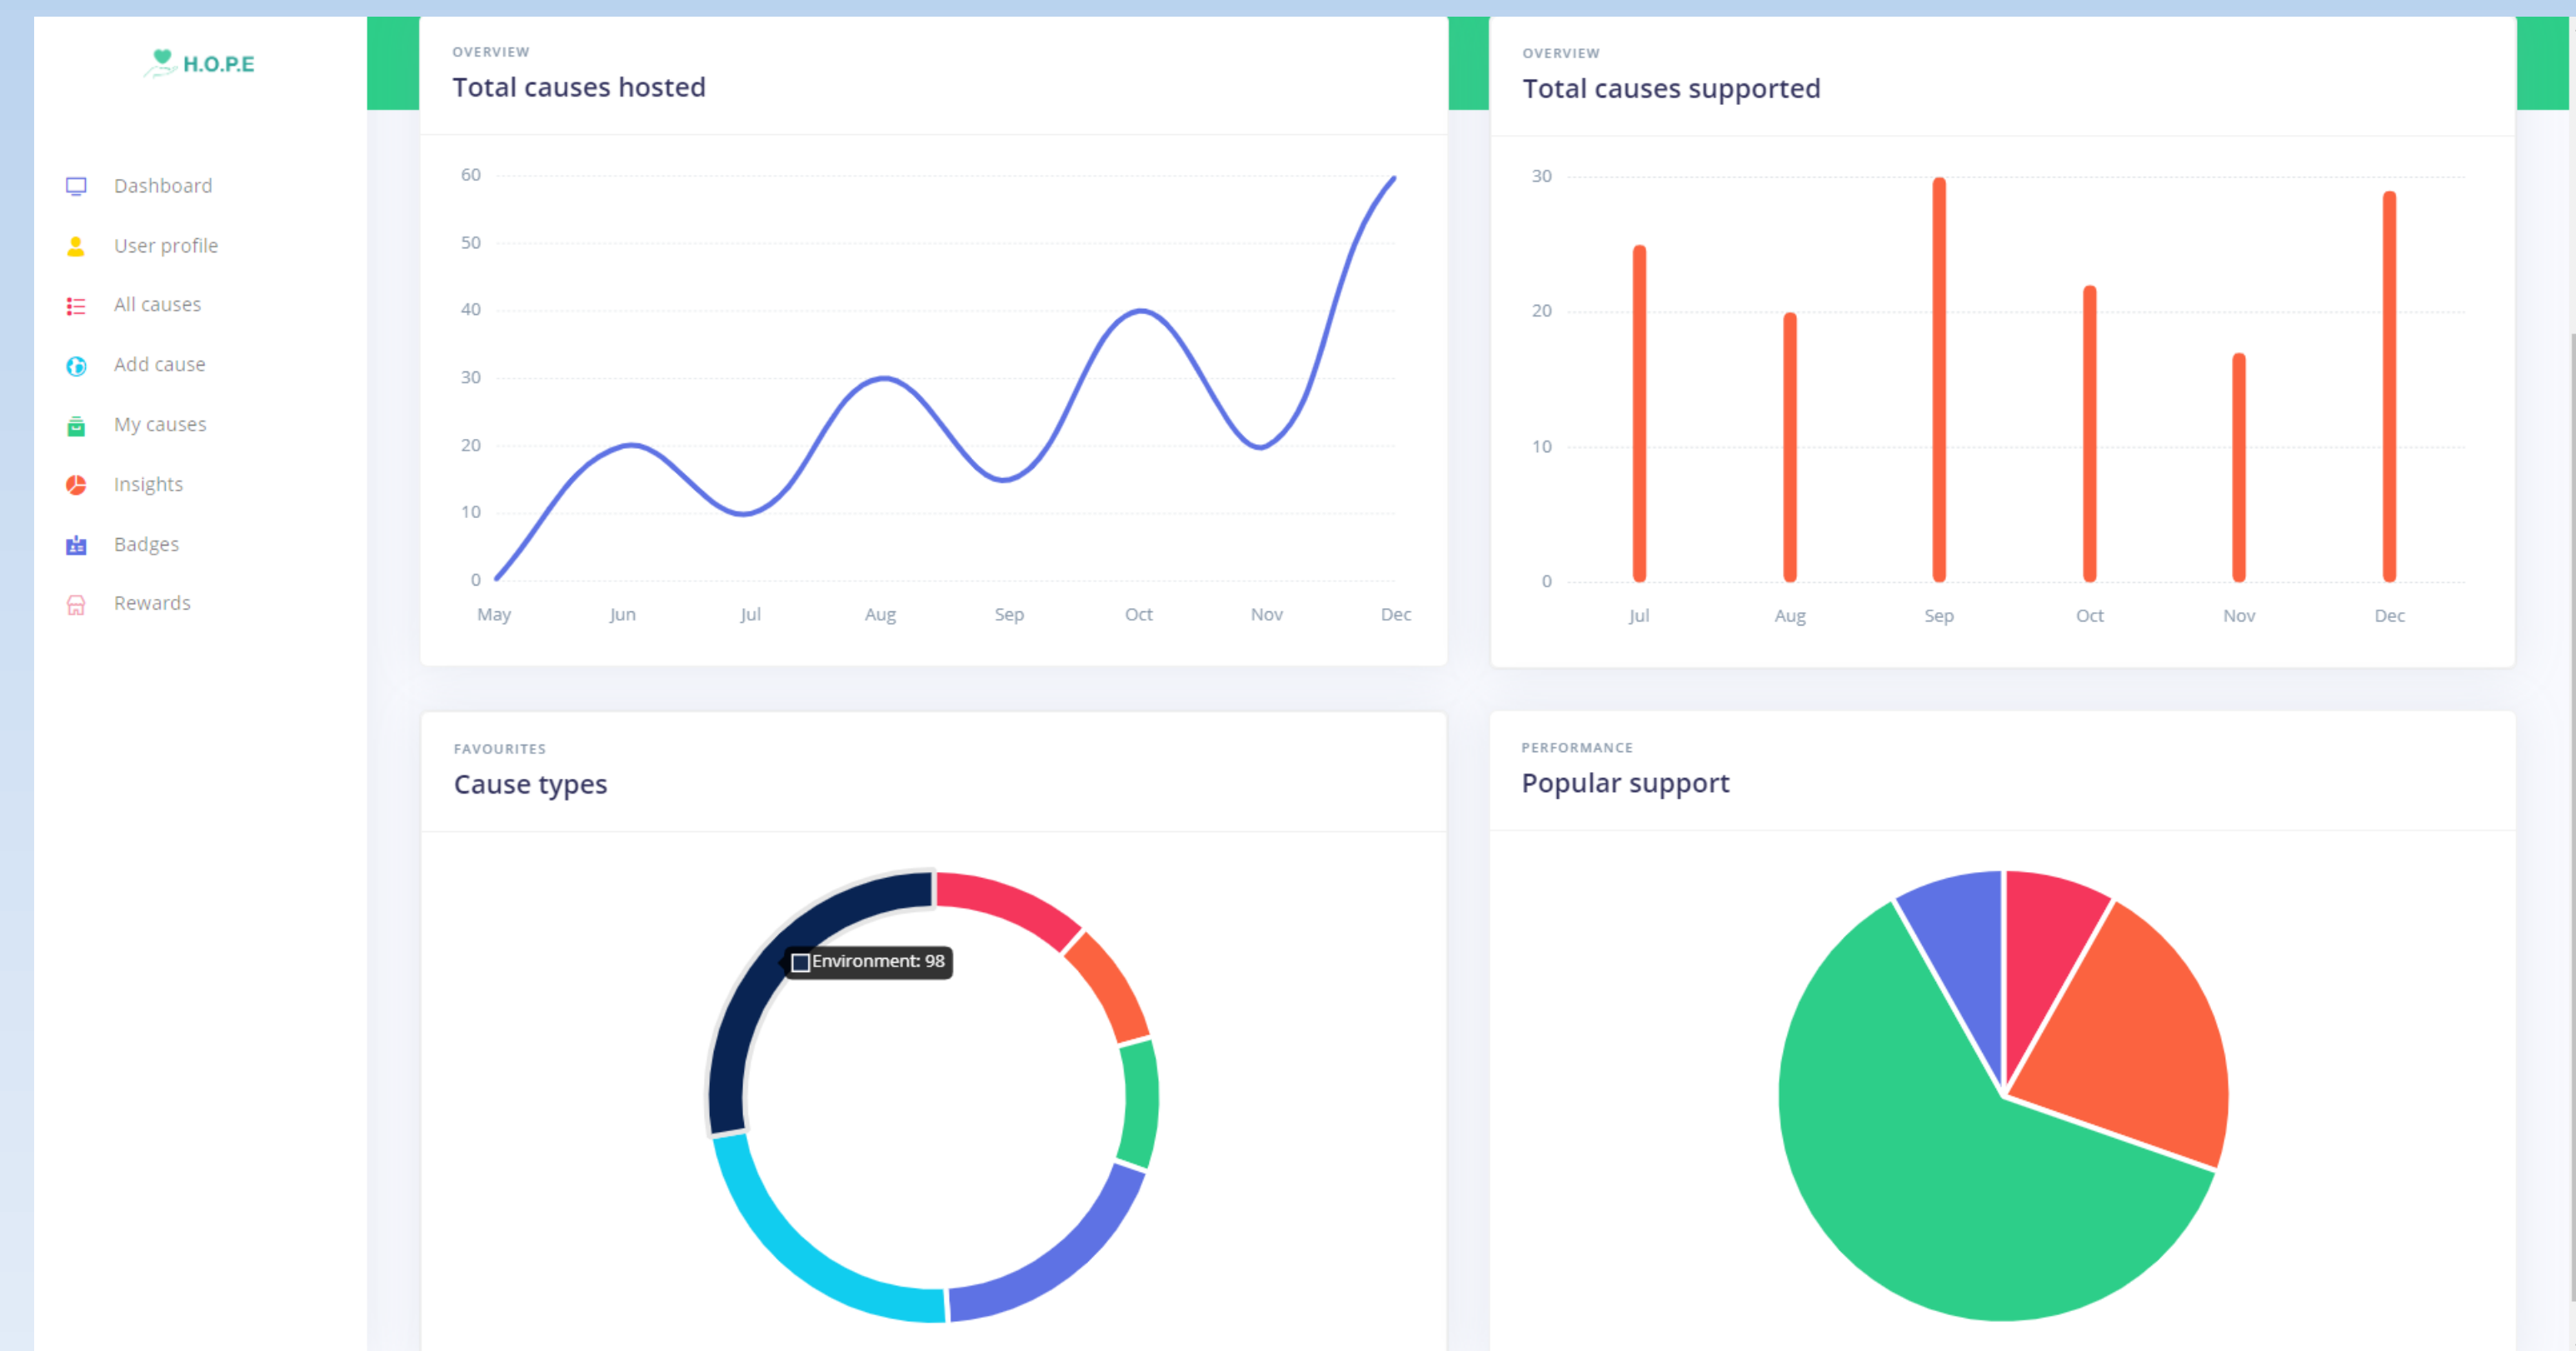 H.O.P.E
Dashboard
User profile
All causes
Add cause
My causes
Insights
Badges
Rewards
OVERVIEW
Total causes hosted
60
50
40
30
20
10
0
May Jun Jul Aug Sep Oct Nov Dec
OVERVIEW
Total causes supported
30
20
10
0
Jul Aug Sep Oct Nov Dec
FAVOURITES
Cause types
Environment: 98
PERFORMANCE
Popular support